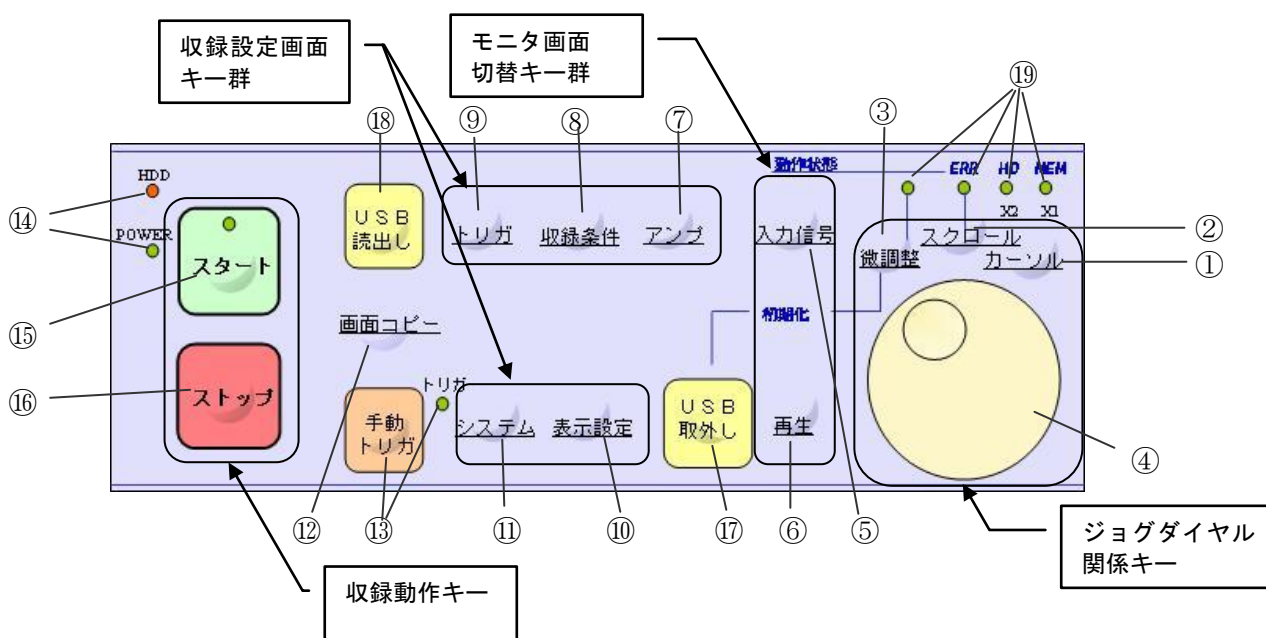 収録設定画面
キー群
モニタ画面
切替キー群
⑱
⑨
⑧
⑦
③
⑲
動作状態
ERR
HD
MEM
HDD
⑭
POWER
スタート
USB
読出し
トリガ
収録条件
アンプ
入力信号
微調整
X2
X1
スクロール
カーソル
②
①
⑮
画面コピー
初期化
⑯
ストップ
トリガ
手動
トリガ
システム
表示設定
USB
取外し
再生
④
⑫
⑬
⑪
⑩
⑰
⑥
⑤
ジョグダイヤル
関係キー
収録動作キー